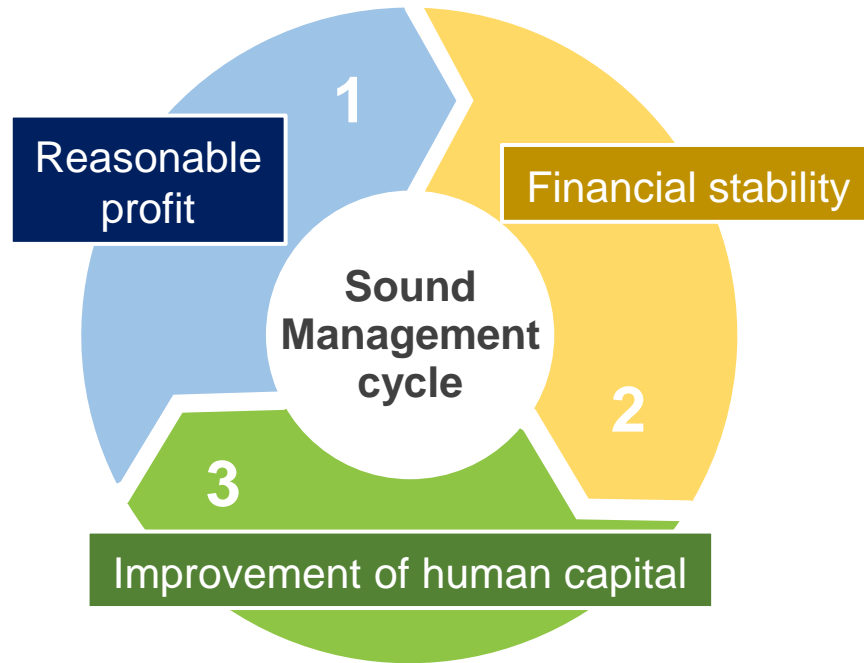 1
Reasonable
profit
Financial stability
Sound
Management
cycle
2
3
Improvement of human capital